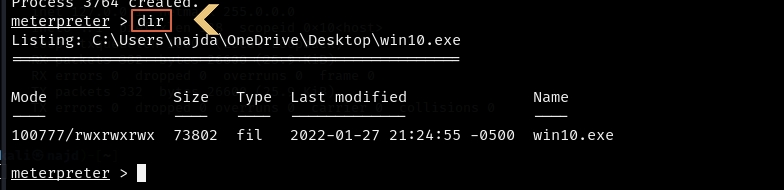 Process 3764 created.
meterpreter > dir
Listing: C:\Users\najda\OneDrive\Desktop\win10.exe
==================================================
Mode Size Type Last modified Name
---- ---- ---- ------------- ----
100777/rwxrwxrwx 73802 fil 2022-01-27 21:24:55 -0500 win10.exe
meterpreter >